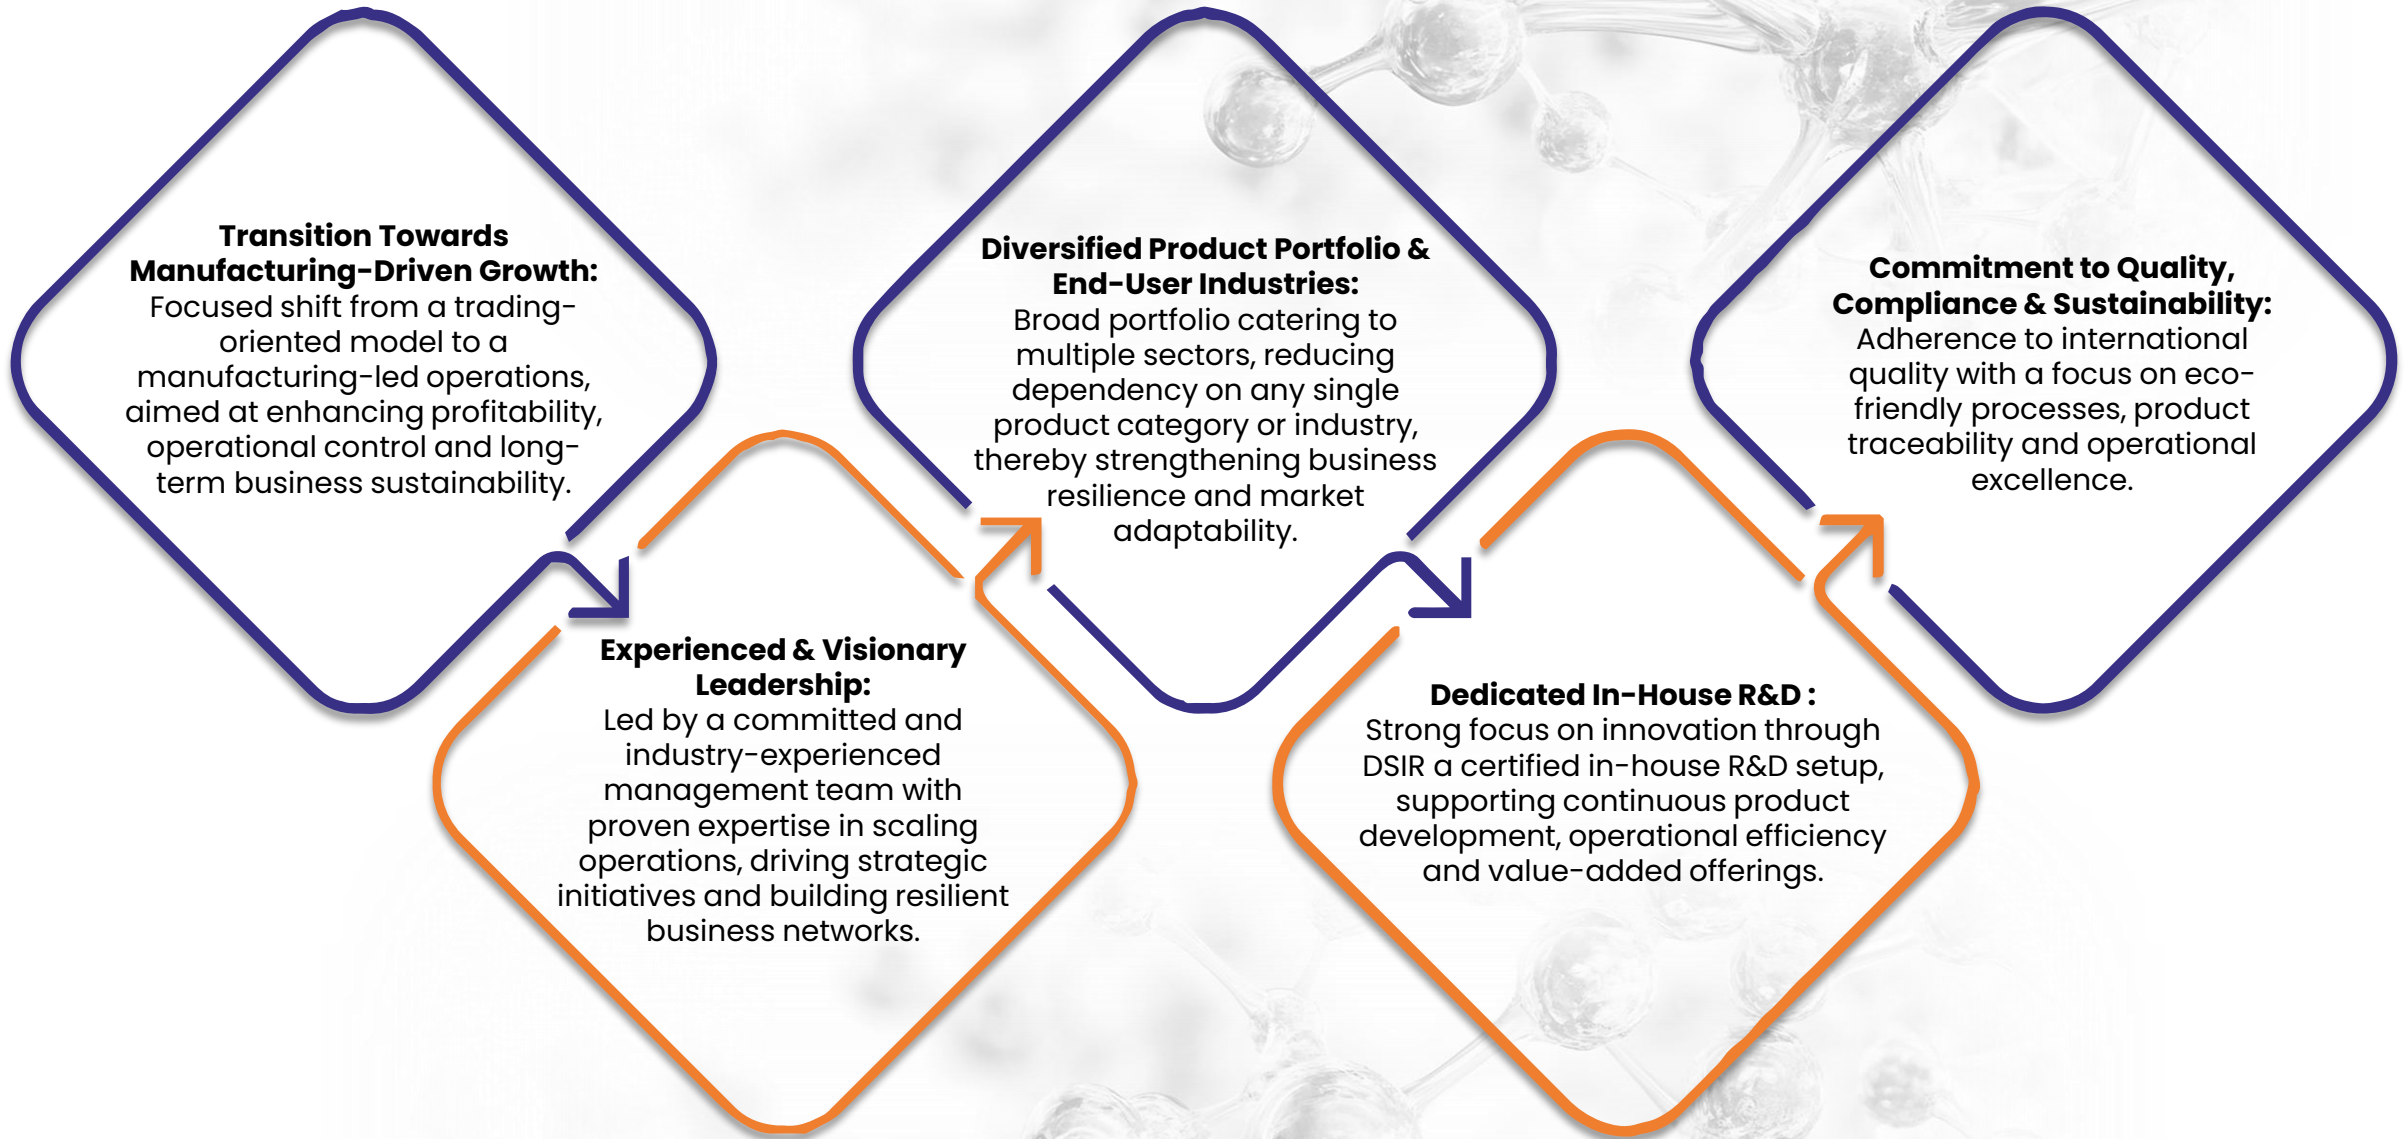 Transition Towards
Manufacturing-Driven Growth:
Focused shift from a trading-
oriented model to a
manufacturing-led operations,
aimed at enhancing profitability,
operational control and long-
term business sustainability.
Experienced & Visionary
Leadership:
Led by a committed and
industry-experienced
management team with
proven expertise in scaling
operations, driving strategic
initiatives and building resilient
business networks.
Diversified Product Portfolio &
End-User Industries:
Broad portfolio catering to
multiple sectors, reducing
dependency on any single
product category or industry,
thereby strengthening business
resilience and market
adaptability.
Dedicated In-House R&D :
Strong focus on innovation through
DSIR a certified in-house R&D setup,
supporting continuous product
development, operational efficiency
and value-added offerings.
Commitment to Quality,
Compliance & Sustainability:
Adherence to international
quality with a focus on eco-
friendly processes, product
traceability and operational
excellence.